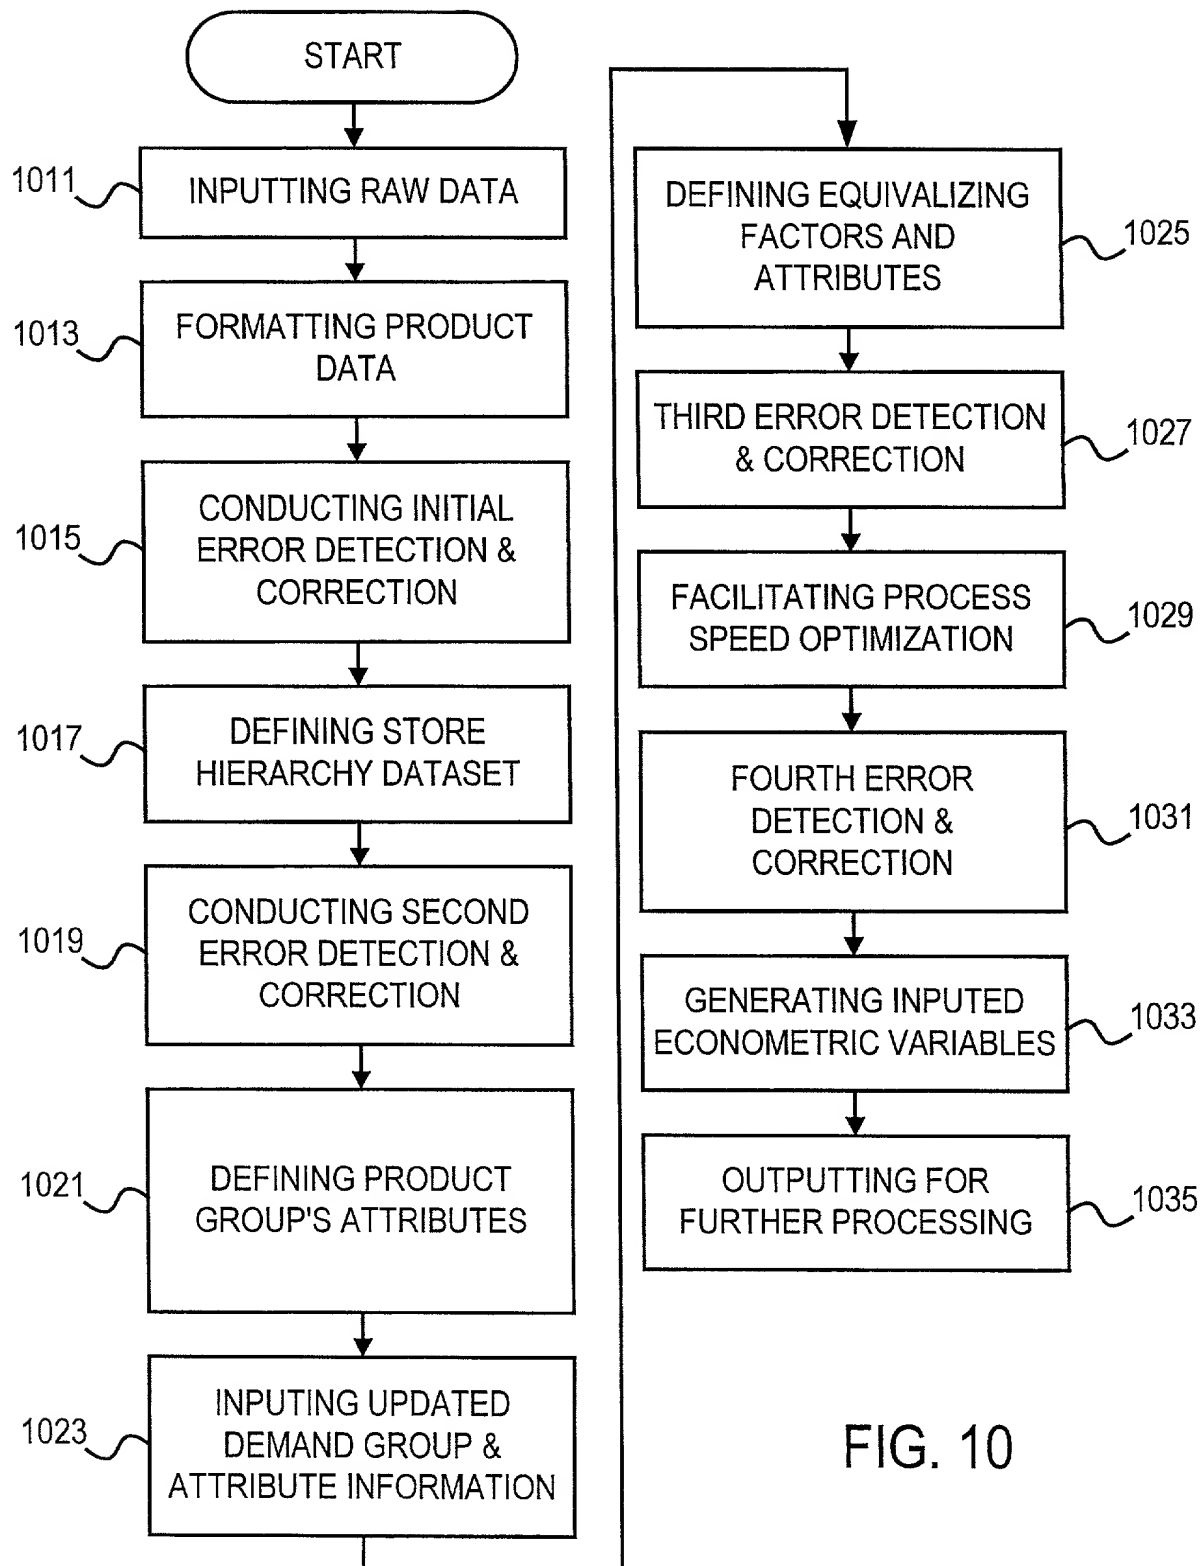 START
1011
INPUTTING RAW DATA
1013
FORMATTING PRODUCT
DATA
1015
CONDUCTING INITIAL
ERROR DETECTION &
CORRECTION
1017
DEFINING STORE
HIERARCHY DATASET
1019
CONDUCTING SECOND
ERROR DETECTION &
CORRECTION
1021
DEFINING PRODUCT
GROUP'S ATTRIBUTES
1023
INPUTING UPDATED
DEMAND GROUP &
ATTRIBUTE INFORMATION
DEFINING EQUIVALIZING
FACTORS AND
ATTRIBUTES
1025
THIRD ERROR DETECTION
& CORRECTION
1027
FACILITATING PROCESS
SPEED OPTIMIZATION
1029
FOURTH ERROR
DETECTION &
CORRECTION
1031
GENERATING INPUTED
ECONOMETRIC VARIABLES
1033
OUTPUTTING FOR
FURTHER PROCESSING
1035
FIG. 10